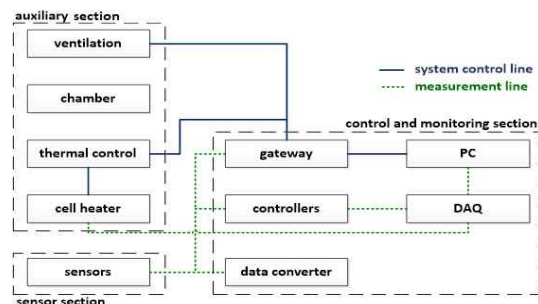 auxiliary section
ventilation
chamber
thermal control
cell heater
sensors
sensor section
system control line
measurement line
control and monitoring section
gateway
PC
controllers
DAQ
data converter